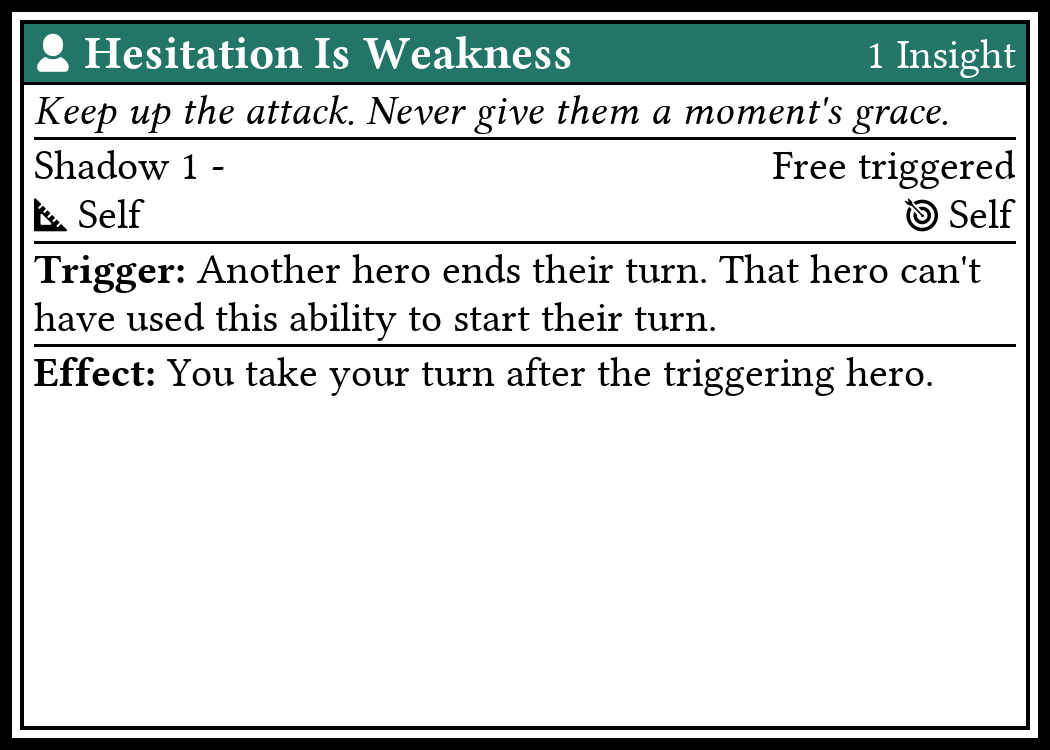 Hesitation Is Weakness 1 Insight
Keep up the attack. Never give them a moment's grace.
Shadow 1 - Free triggered
Self Self
Trigger: Another hero ends their turn. That hero can't
have used this ability to start their turn.
Effect: You take your turn after the triggering hero.